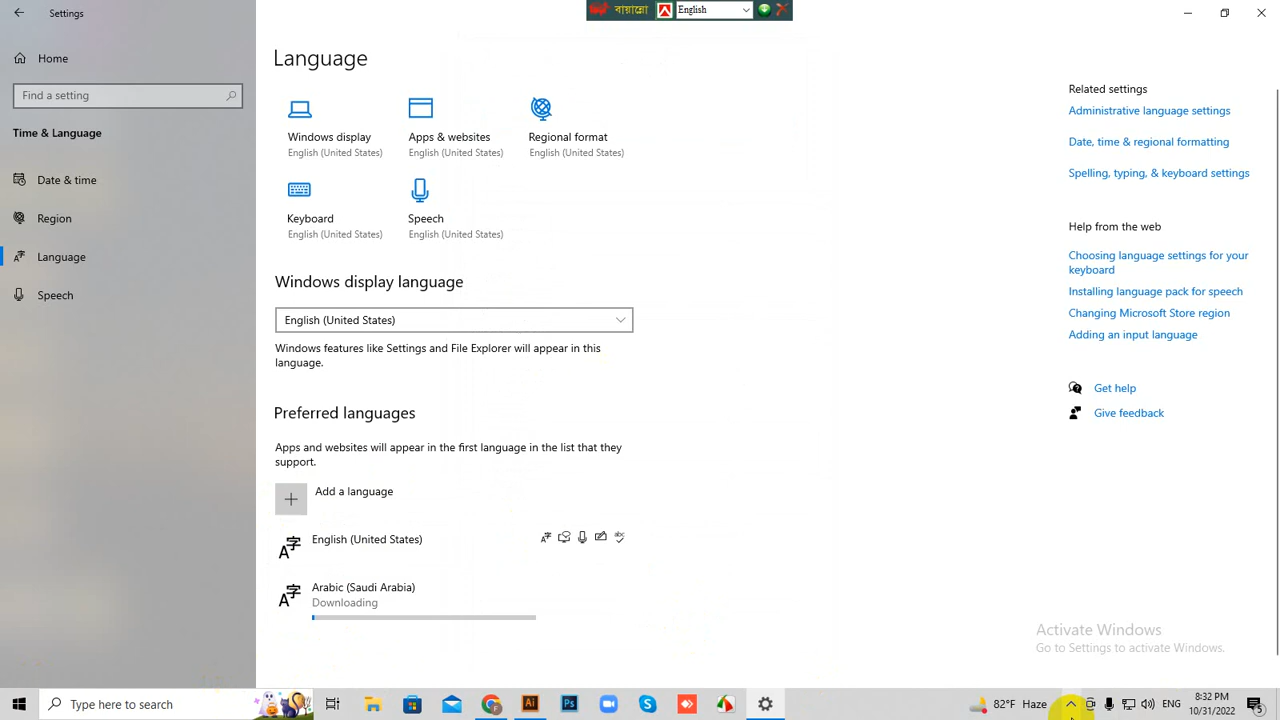 Settings
বায়ান্নো English
Home
Language
Find a setting
Time & Language
Date & time
Region
Language
Speech
Windows display
English (United States)
Apps & websites
English (United States)
Regional format
English (United States)
Keyboard
English (United States)
Speech
English (United States)
Windows display language
English (United States)
Windows features like Settings and File Explorer will appear in this
language.
Preferred languages
Apps and websites will appear in the first language in the list that they
support.
Add a language
English (United States)
Arabic (Saudi Arabia)
Downloading
Related settings
Administrative language settings
Date, time & regional formatting
Spelling, typing, & keyboard settings
Help from the web
Choosing language settings for your
keyboard
Installing language pack for speech
Changing Microsoft Store region
Adding an input language
Get help
Give feedback
Activate Windows
Go to Settings to activate Windows.
Type here to search
Ai
Ps
82°F Haze
ENG
8:32 PM
10/31/2022